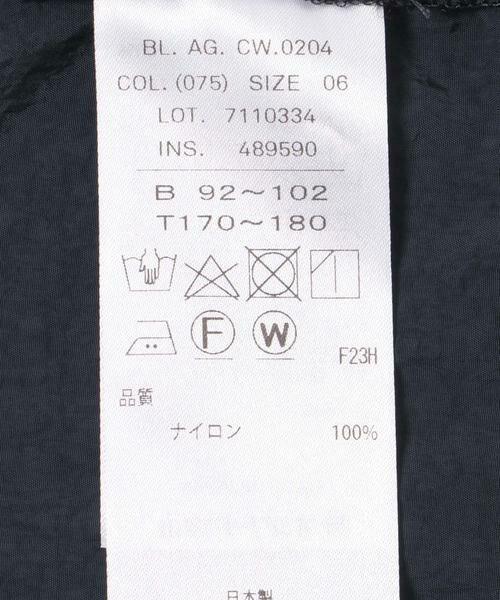 BL. AG. CW.0204
COL. (075) SIZE 06
LOT. 7110334
INS. 489590
B 92～102
T170～180
F W
F23H
品質
ナイロン 100%
日本製